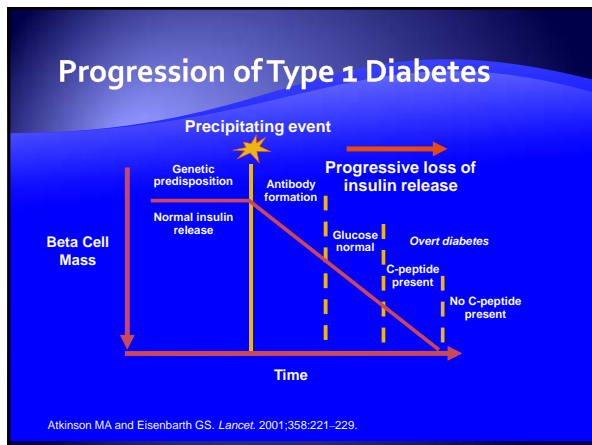 Progression of Type 1 Diabetes
Precipitating event
Genetic
predisposition
Antibody
formation
Progressive loss of
insulin release
Normal insulin
release
Glucose
normal
Overt diabetes
Beta Cell
Mass
C-peptide
present
No C-peptide
present
Time
Atkinson MA and Eisenbarth GS. Lancet. 2001;358:221–229.